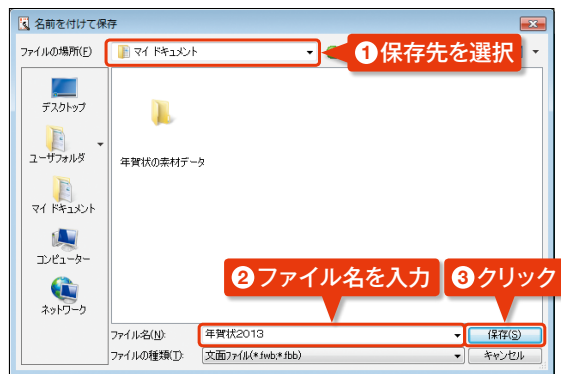 名前を付けて保存
ファイルの場所(F)
マイ ドキュメント
❶保存先を選択
デスクトップ
ユーザフォルダ
マイ ドキュメント
コンピューター
ネットワーク
年賀状の素材データ
❷ファイル名を入力
❸クリック
ファイル名(N):
年賀状2013
保存(S)
ファイルの種類(T):
文面ファイル(*.fwb;*.fbb)
キャンセル